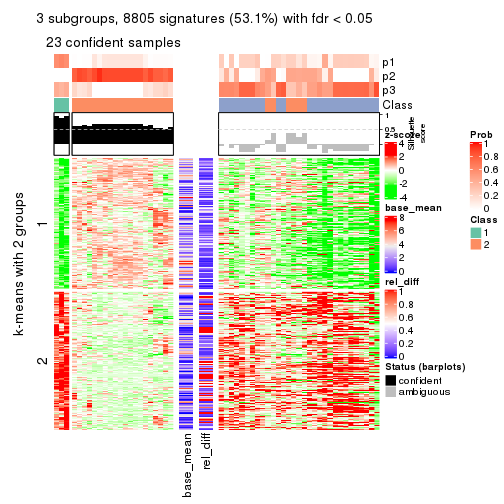 3 subgroups, 8805 signatures (53.1%) with fdr < 0.05
23 confident samples
p1
p2
p3
Class
1
0.5
0
Silhouette
score
k-means with 2 groups
1
2
base_mean
rel_diff
z-score
4
2
0
-2
-4
base_mean
8
6
4
2
0
rel_diff
1
0.8
0.6
0.4
0.2
0
Status (barplots)
confident
ambiguous
Prob
1
0.8
0.6
0.4
0.2
0
Class
1
2